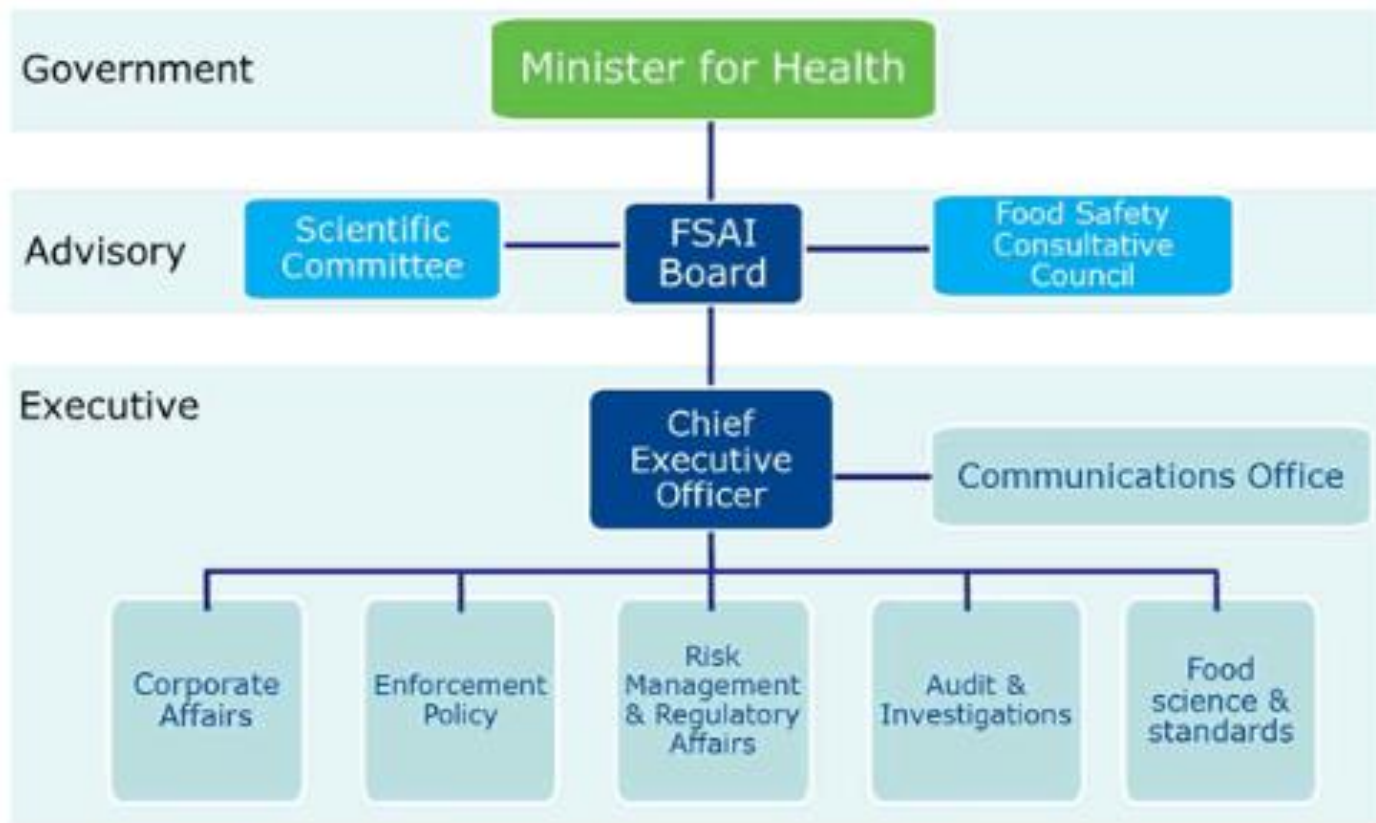 Government
Minister for Health
Advisory
Scientific
Committee
FSAI
Board
Food Safety
Consultative
Council
Executive
Chief
Executive
Officer
Communications Office
Corporate
Affairs
Enforcement
Policy
Risk
Management
& Regulatory
Affairs
Audit &
Investigations
Food
science &
standards